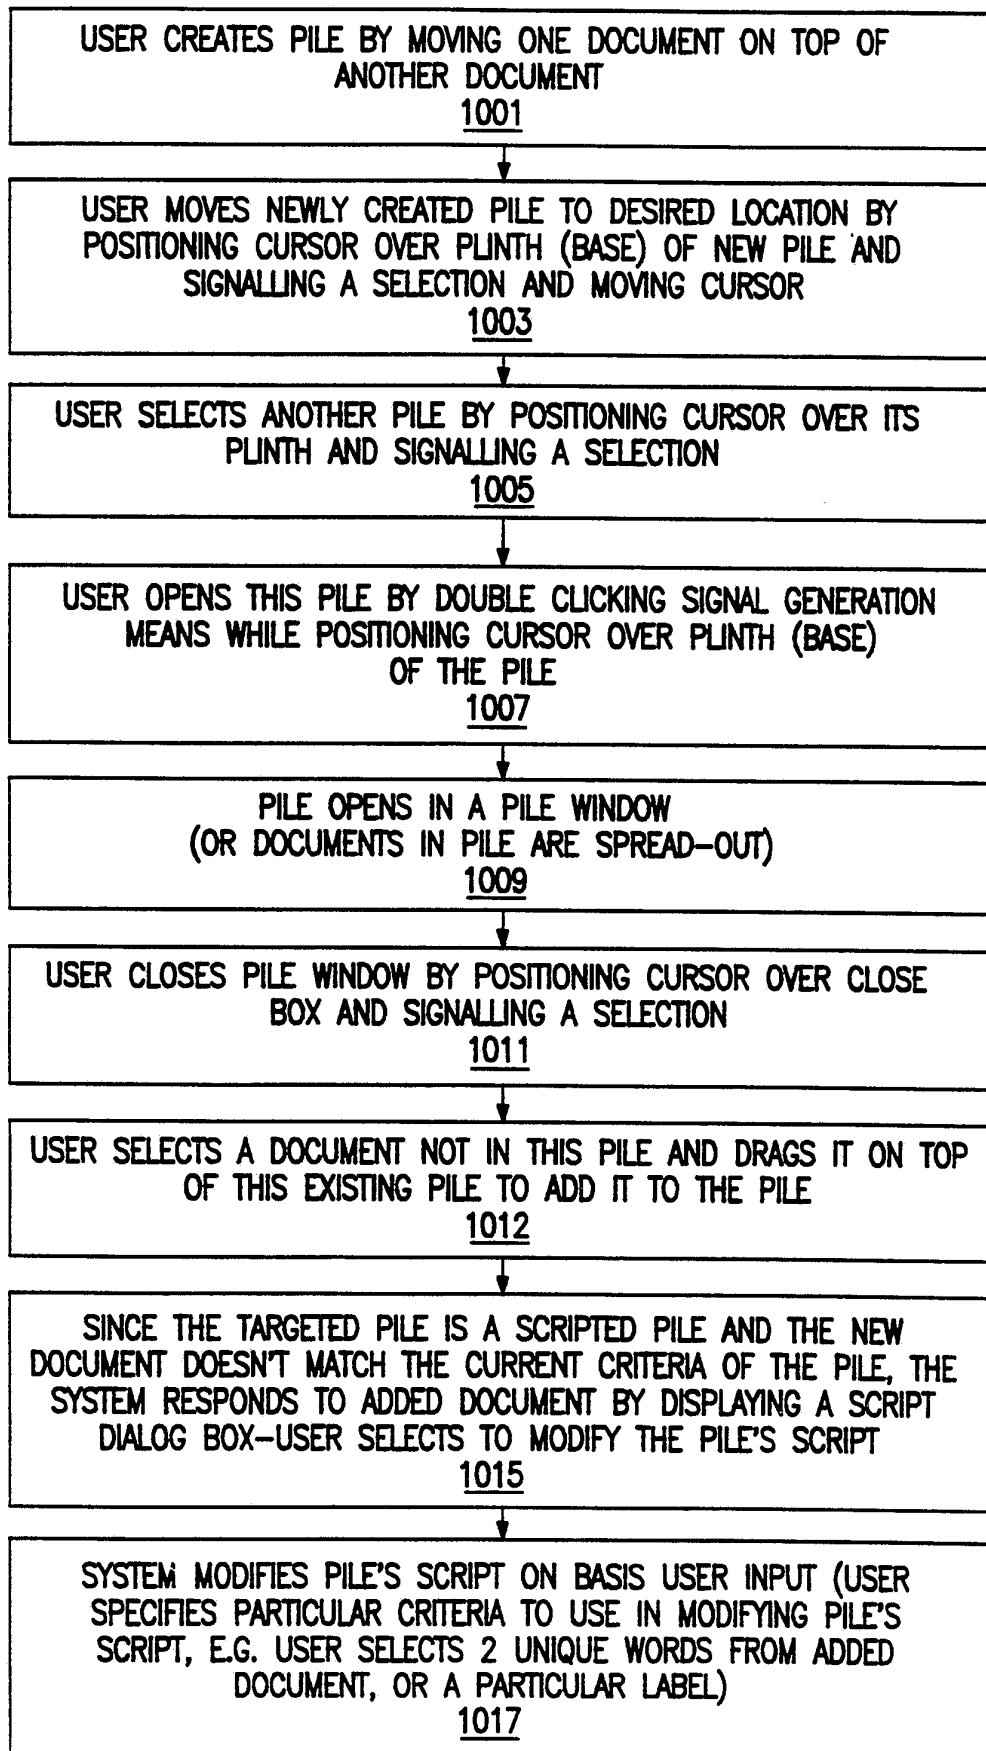 USER CREATES PILE BY MOVING ONE DOCUMENT ON TOP OF
ANOTHER DOCUMENT
1001
USER MOVES NEWLY CREATED PILE TO DESIRED LOCATION BY
POSITIONING CURSOR OVER PLINTH (BASE) OF NEW PILE AND
SIGNALLING A SELECTION AND MOVING CURSOR
1003
USER SELECTS ANOTHER PILE BY POSITIONING CURSOR OVER ITS
PLINTH AND SIGNALLING A SELECTION
1005
USER OPENS THIS PILE BY DOUBLE CLICKING SIGNAL GENERATION
MEANS WHILE POSITIONING CURSOR OVER PLINTH (BASE)
OF THE PILE
1007
PILE OPENS IN A PILE WINDOW
(OR DOCUMENTS IN PILE ARE SPREAD-OUT)
1009
USER CLOSES PILE WINDOW BY POSITIONING CURSOR OVER CLOSE
BOX AND SIGNALLING A SELECTION
1011
USER SELECTS A DOCUMENT NOT IN THIS PILE AND DRAGS IT ON TOP
OF THIS EXISTING PILE TO ADD IT TO THE PILE
1012
SINCE THE TARGETED PILE IS A SCRIPTED PILE AND THE NEW
DOCUMENT DOESN'T MATCH THE CURRENT CRITERIA OF THE PILE, THE
SYSTEM RESPONDS TO ADDED DOCUMENT BY DISPLAYING A SCRIPT
DIALOG BOX-USER SELECTS TO MODIFY THE PILE'S SCRIPT
1015
SYSTEM MODIFIES PILE'S SCRIPT ON BASIS USER INPUT (USER
SPECIFIES PARTICULAR CRITERIA TO USE IN MODIFYING PILE'S
SCRIPT, E.G. USER SELECTS 2 UNIQUE WORDS FROM ADDED
DOCUMENT, OR A PARTICULAR LABEL)
1017